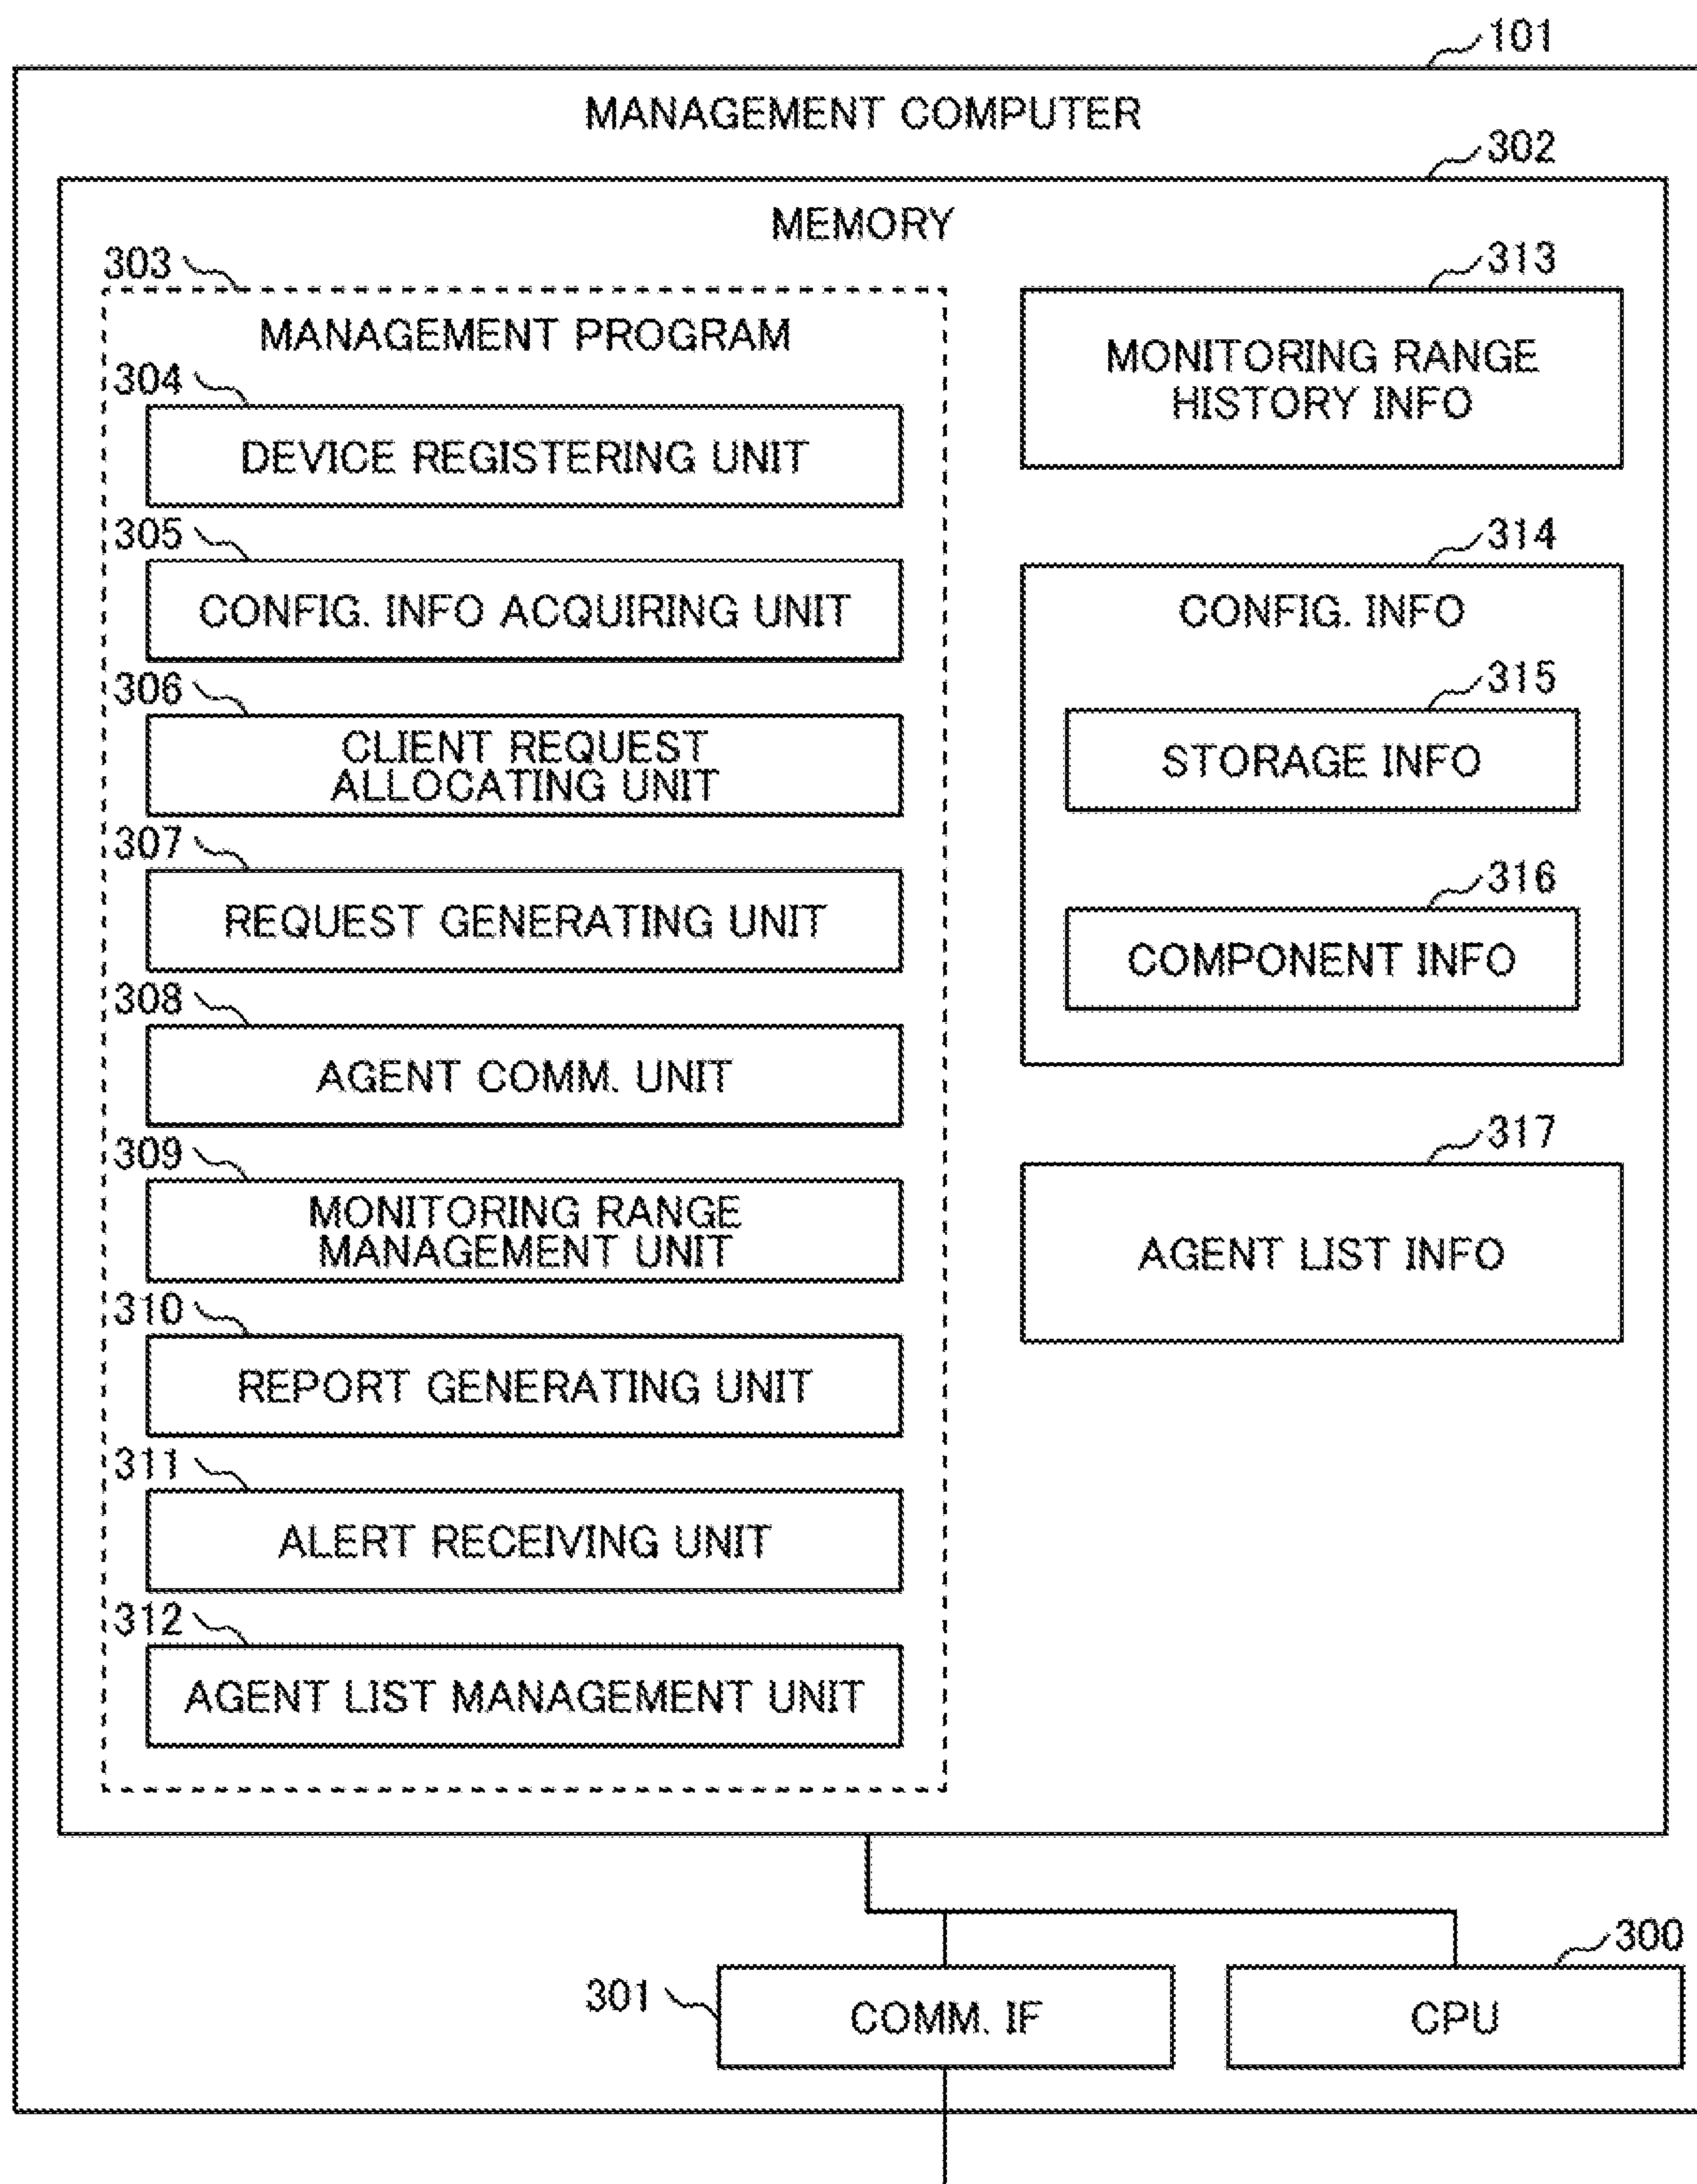 101
MANAGEMENT COMPUTER
302
MEMORY
303
MANAGEMENT PROGRAM
304
DEVICE REGISTERING UNIT
305
CONFIG. INFO ACQUIRING UNIT
306
CLIENT REQUEST
ALLOCATING UNIT
307
REQUEST GENERATING UNIT
308
AGENT COMM. UNIT
309
MONITORING RANGE
MANAGEMENT UNIT
310
REPORT GENERATING UNIT
311
ALERT RECEIVING UNIT
312
AGENT LIST MANAGEMENT UNIT
313
MONITORING RANGE
HISTORY INFO
314
CONFIG. INFO
315
STORAGE INFO
316
COMPONENT INFO
317
AGENT LIST INFO
301
COMM. IF
300
CPU